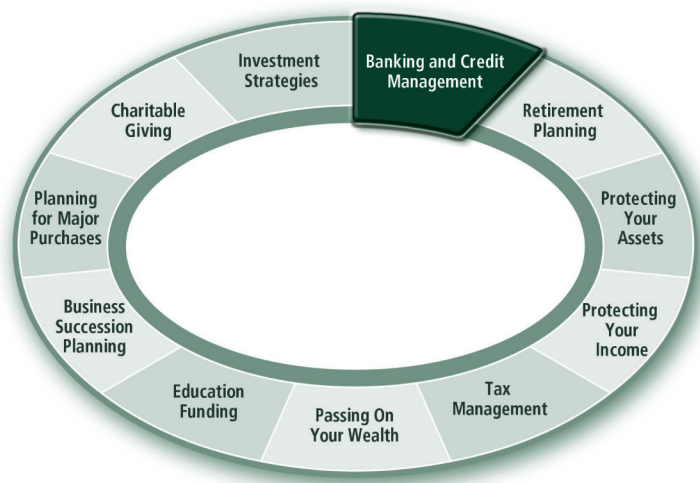 Banking and Credit
Management
Retirement
Planning
Protecting
Your
Assets
Protecting
Your
Income
Tax
Management
Passing On
Your Wealth
Education
Funding
Business
Succession
Planning
Planning
for Major
Purchases
Charitable
Giving
Investment
Strategies